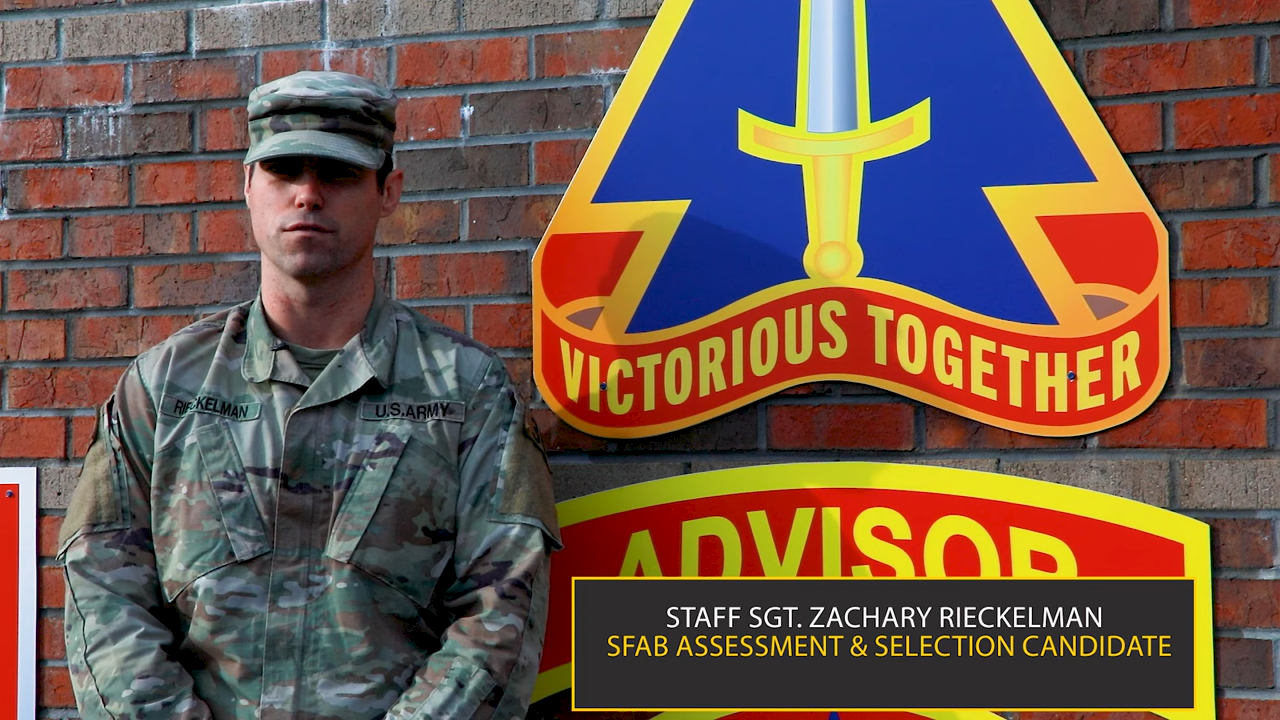 RIECKELMAN
U.S.ARMY
VICTORIOUS TOGETHER
ADVISOR
STAFF SGT. ZACHARY RIECKELMAN
SFAB ASSESSMENT & SELECTION CANDIDATE